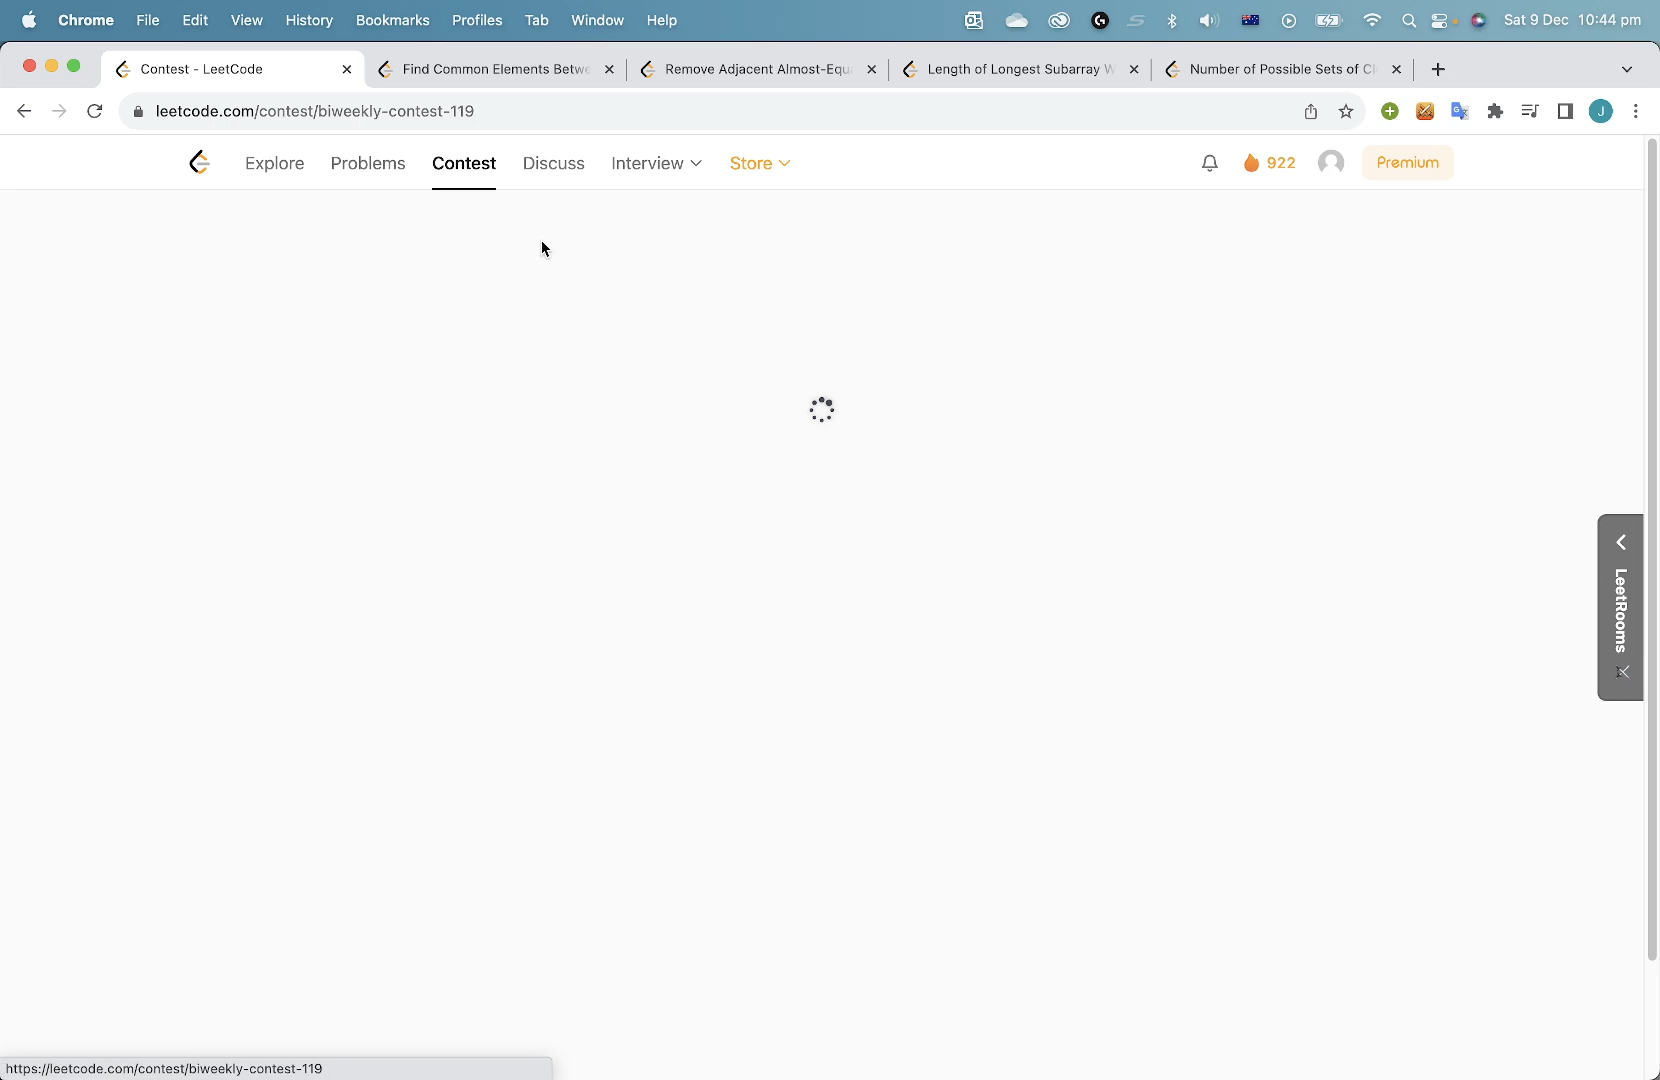 Chrome File Edit View History Bookmarks Profiles Tab Window Help Sat 9 Dec 10:44 pm
Contest - LeetCode Find Common Elements Betwe Remove Adjacent Almost-Equ Length of Longest Subarray W Number of Possible Sets of Cl
leetcode.com/contest/biweekly-contest-119 J
Explore Problems Contest Discuss Interview Store 922 Premium
LeetRooms
https://leetcode.com/contest/biweekly-contest-119